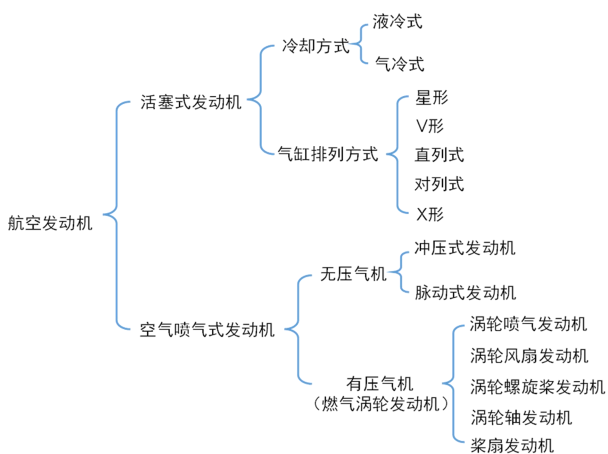 航空发动机
活塞式发动机
冷却方式
液冷式
气冷式
气缸排列方式
星形
V形
直列式
对列式
X形
空气喷气式发动机
无压气机
冲压式发动机
脉动式发动机
有压气机
（燃气涡轮发动机）
涡轮喷气发动机
涡轮风扇发动机
涡轮螺旋桨发动机
涡轮轴发动机
桨扇发动机